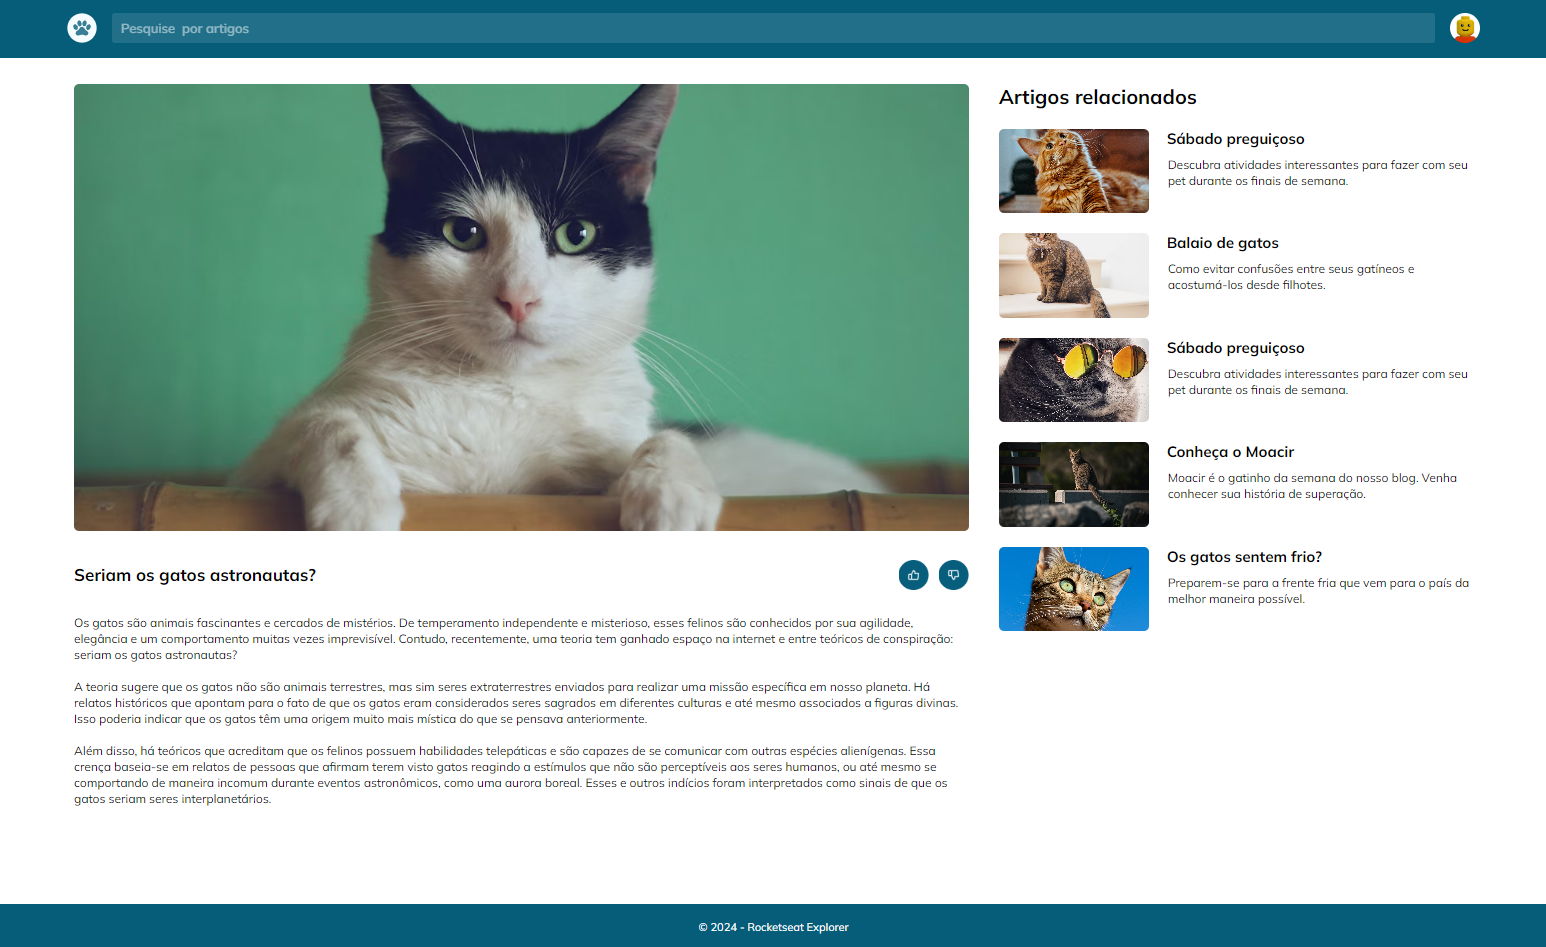 Pesquise por artigos
Seriam os gatos astronautas?
Os gatos são animais fascinantes e cercados de mistérios. De temperamento independente e misterioso, esses felinos são conhecidos por sua agilidade,
elegância e um comportamento muitas vezes imprevisível. Contudo, recentemente, uma teoria tem ganhado espaço na internet e entre teóricos de conspiração:
seriam os gatos astronautas?
A teoria sugere que os gatos não são animais terrestres, mas sim seres extraterrestres enviados para realizar uma missão específica em nosso planeta. Há
relatos históricos que apontam para o fato de que os gatos eram considerados seres sagrados em diferentes culturas e até mesmo associados a figuras divinas.
Isso poderia indicar que os gatos têm uma origem muito mais mística do que se pensava anteriormente.
Além disso, há teóricos que acreditam que os felinos possuem habilidades telepáticas e são capazes de se comunicar com outras espécies alienígenas. Essa
crença baseia-se em relatos de pessoas que afirmam terem visto gatos reagindo a estímulos que não são perceptíveis aos seres humanos, ou até mesmo se
comportando de maneira incomum durante eventos astronômicos, como uma aurora boreal. Esses e outros indícios foram interpretados como sinais de que os
gatos seriam seres interplanetários.
Artigos relacionados
Sábado preguiçoso
Descubra atividades interessantes para fazer com seu
pet durante os finais de semana.
Balaio de gatos
Como evitar confusões entre seus gatíneos e
acostumá-los desde filhotes.
Sábado preguiçoso
Descubra atividades interessantes para fazer com seu
pet durante os finais de semana.
Conheça o Moacir
Moacir é o gatinho da semana do nosso blog. Venha
conhecer sua história de superação.
Os gatos sentem frio?
Preparem-se para a frente fria que vem para o país da
melhor maneira possível.
© 2024 - Rocketseat Explorer